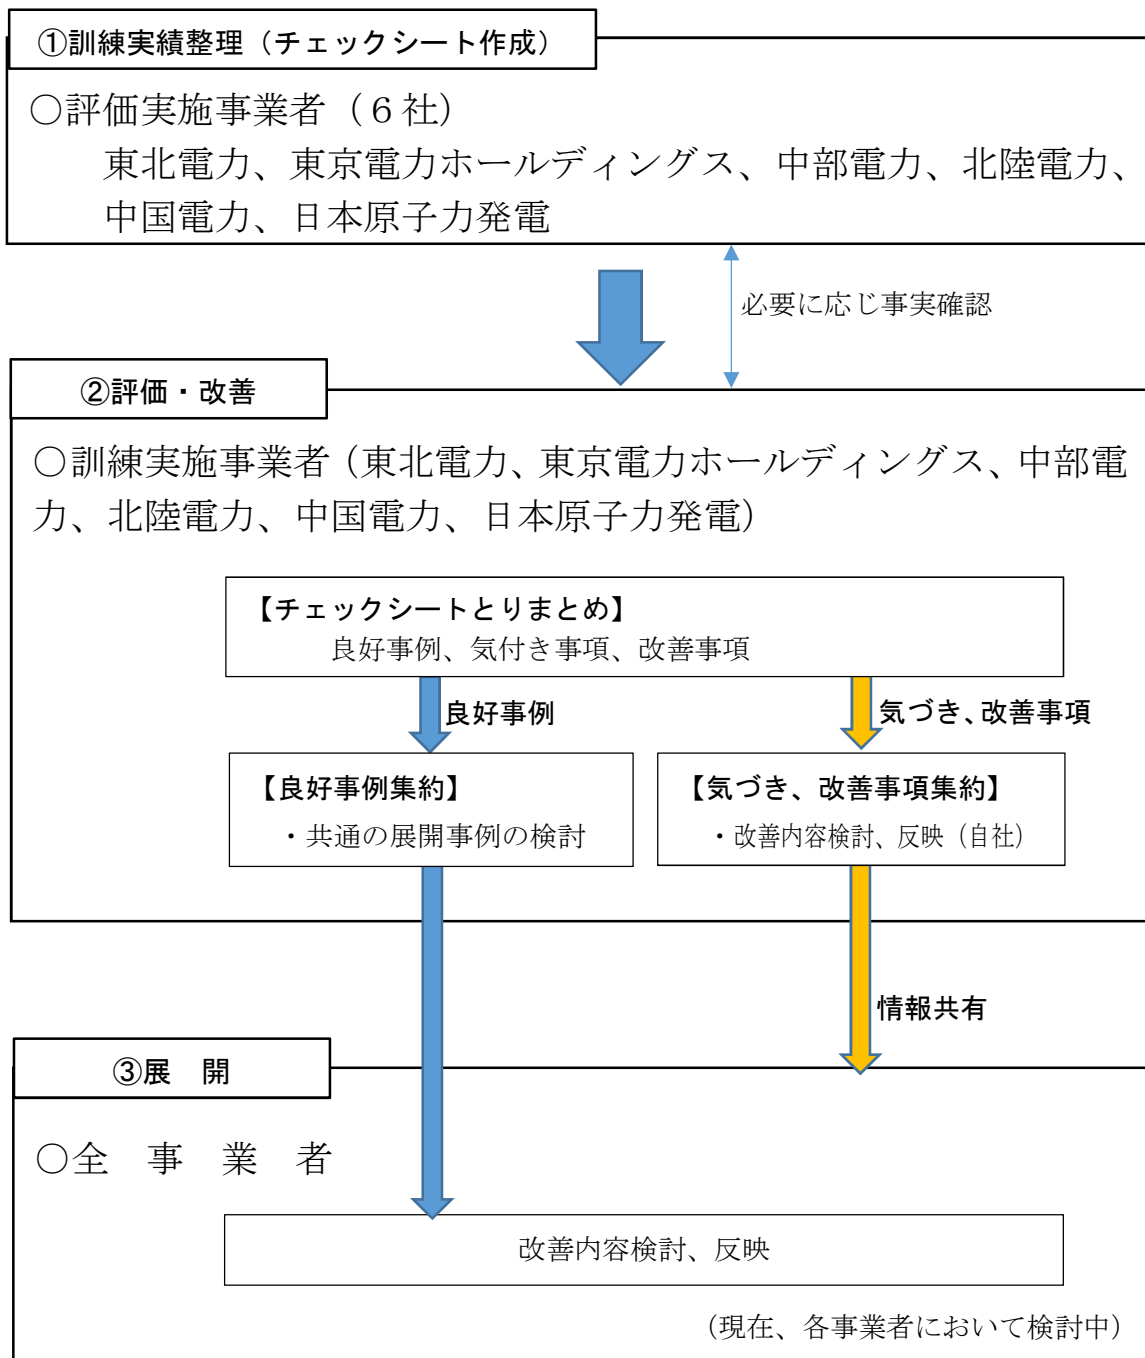 ①訓練実績整理（チェックシート作成）
○評価実施事業者（６社）
東北電力、東京電力ホールディングス、中部電力、北陸電力、
中国電力、日本原子力発電
必要に応じ事実確認
②評価・改善
○訓練実施事業者（東北電力、東京電力ホールディングス、中部電
力、北陸電力、中国電力、日本原子力発電）
【チェックシートとりまとめ】
良好事例、気付き事項、改善事項
良好事例
気づき、改善事項
【良好事例集約】
・共通の展開事例の検討
【気づき、改善事項集約】
・改善内容検討、反映（自社）
情報共有
③展　開
○全　事　業　者
改善内容検討、反映
（現在、各事業者において検討中）